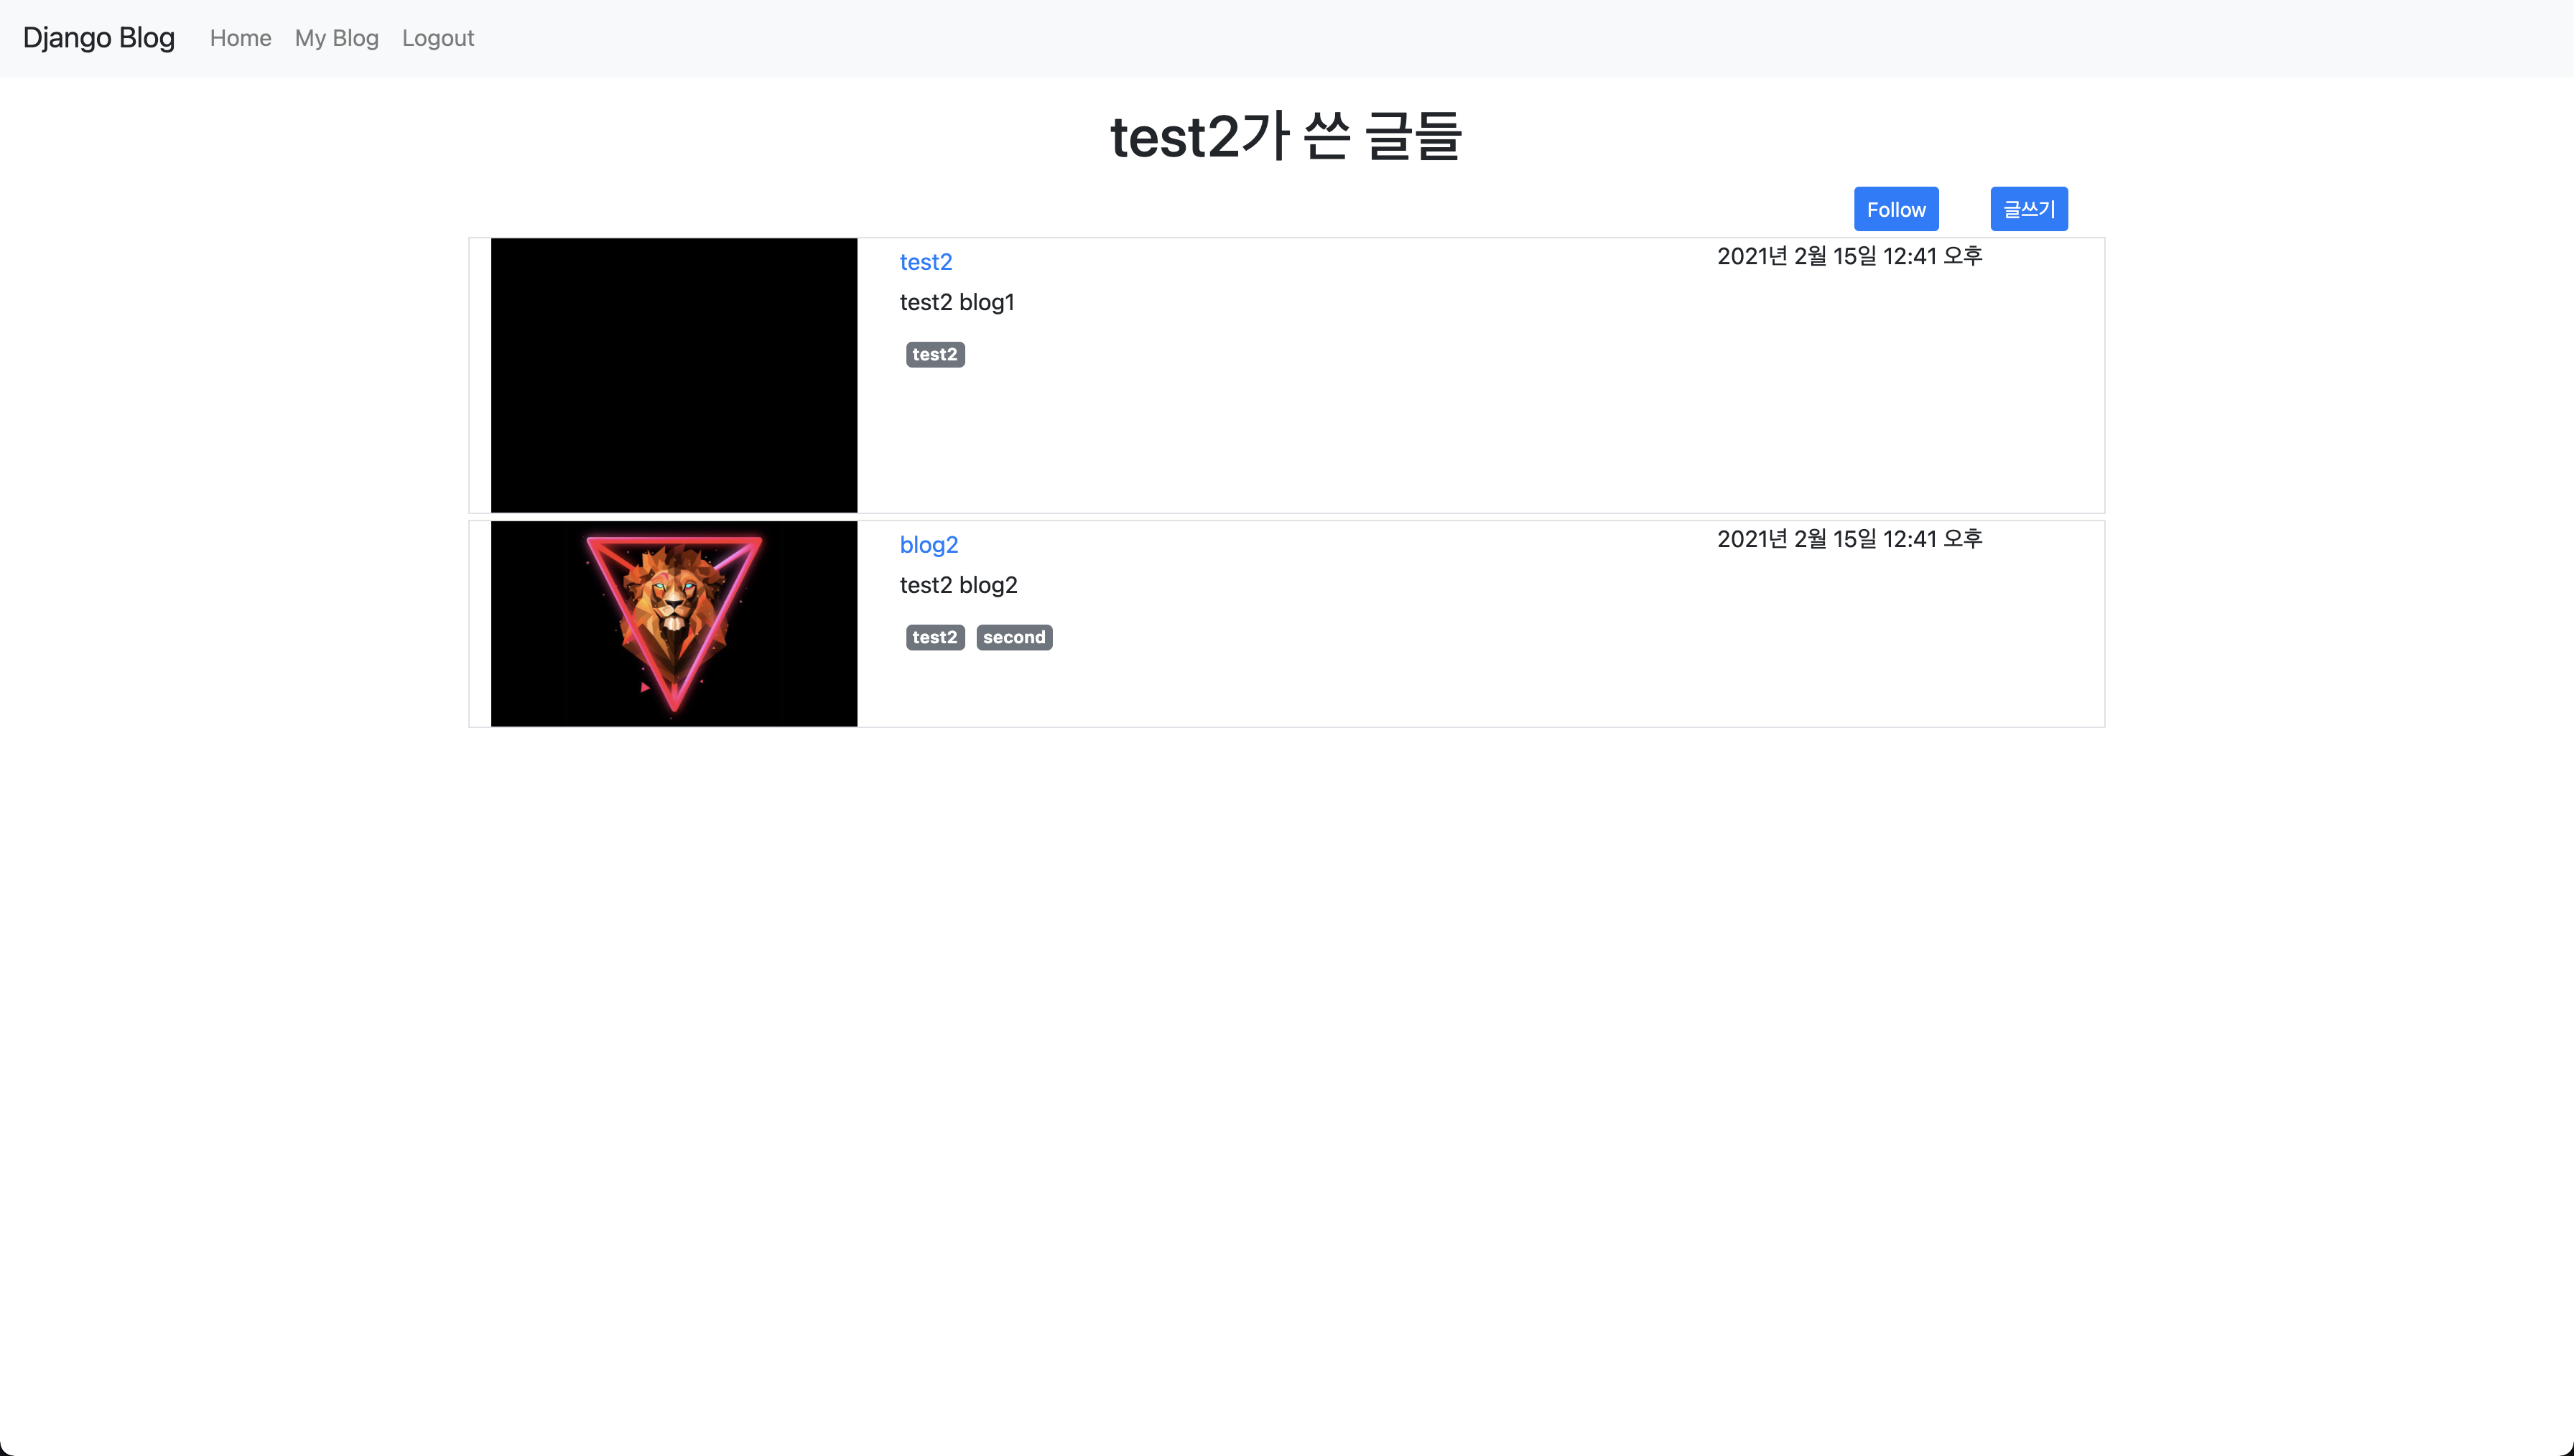 Django Blog Home My Blog Logout
test2가 쓴 글들
Follow 글쓰기
test2 2021년 2월 15일 12:41 오후
test2 blog1
test2
blog2 2021년 2월 15일 12:41 오후
test2 blog2
test2 second